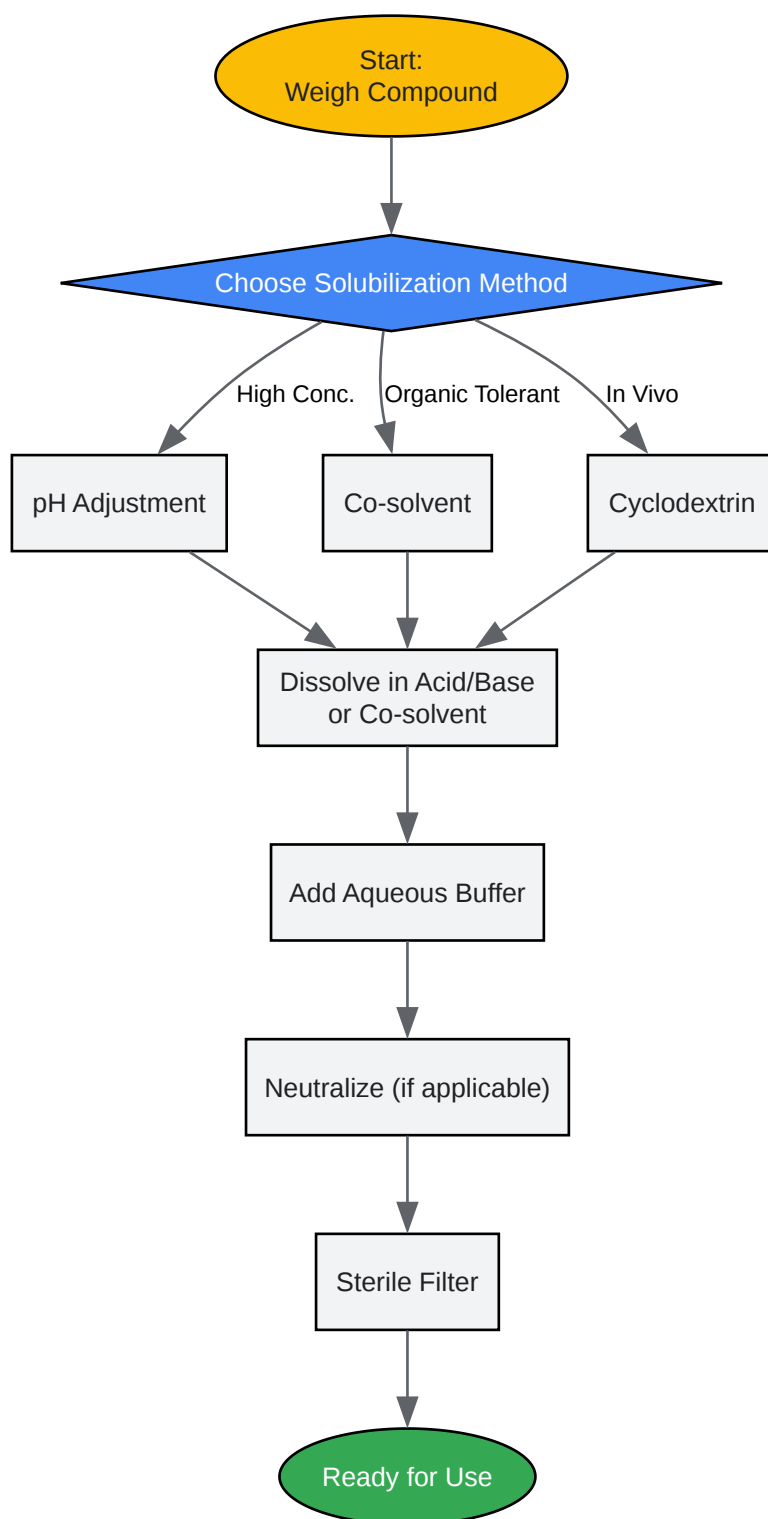 Start:
Weigh Compound
Choose Solubilization Method
High Conc.
Organic Tolerant
In Vivo
pH Adjustment
Co-solvent
Cyclodextrin
Dissolve in Acid/Base
or Co-solvent
Add Aqueous Buffer
Neutralize (if applicable)
Sterile Filter
Ready for Use